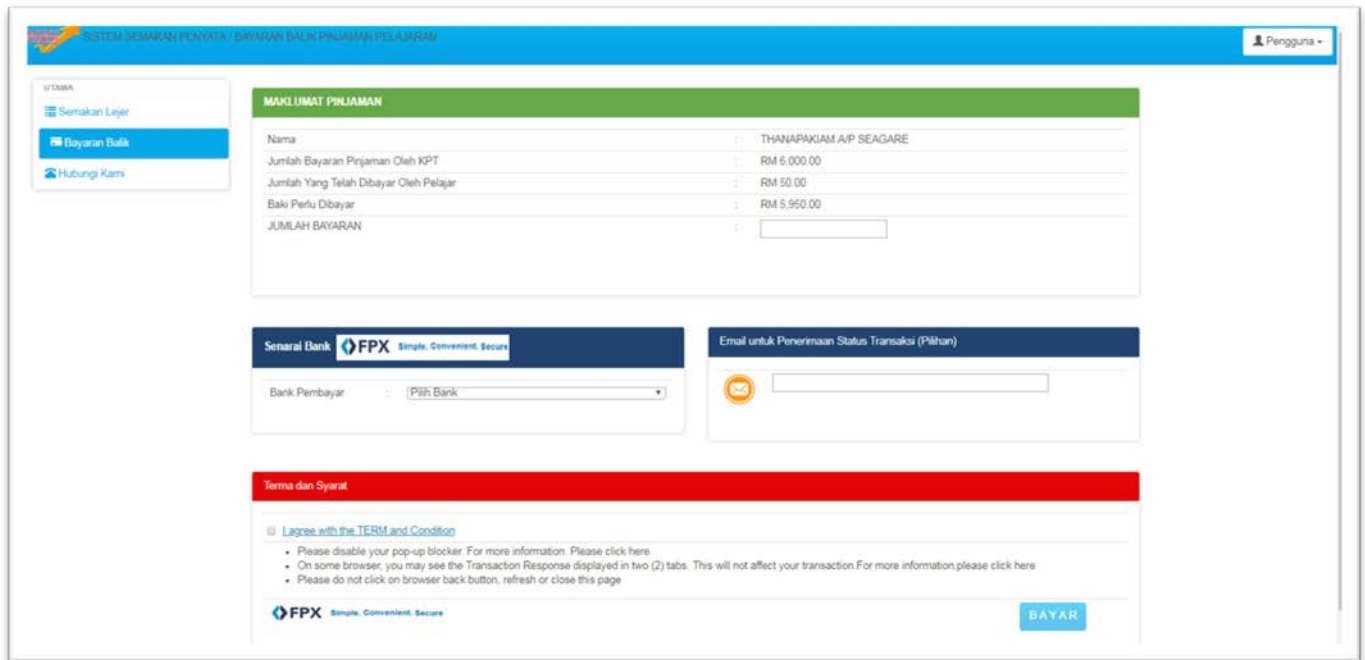 SISTEM SEMAKAN PENYATA / BAYARAN BALIK PINJAMAN PELAJARAN
Pengguna
UTAMA
Semakan Lejer
Bayaran Balik
Hubungi Kami
MAKLUMAT PINJAMAN
Nama : THANAPAKIAM A/P SEAGARE
Jumlah Bayaran Pinjaman Oleh KPT : RM 6,000.00
Jumlah Yang Telah Dibayar Oleh Pelajar : RM 50.00
Baki Perlu Dibayar : RM 5,950.00
JUMLAH BAYARAN :
Senarai Bank FPX Simple. Convenient. Secure
Bank Pembayar : Pilih Bank
Email untuk Penerimaan Status Transaksi (Pilihan)
Terma dan Syarat
I agree with the TERM and Condition
• Please disable your pop-up blocker. For more information. Please click here
• On some browser, you may see the Transaction Response displayed in two (2) tabs. This will not affect your transaction.For more information,please click here
• Please do not click on browser back button, refresh or close this page
FPX Simple. Convenient. Secure
BAYAR